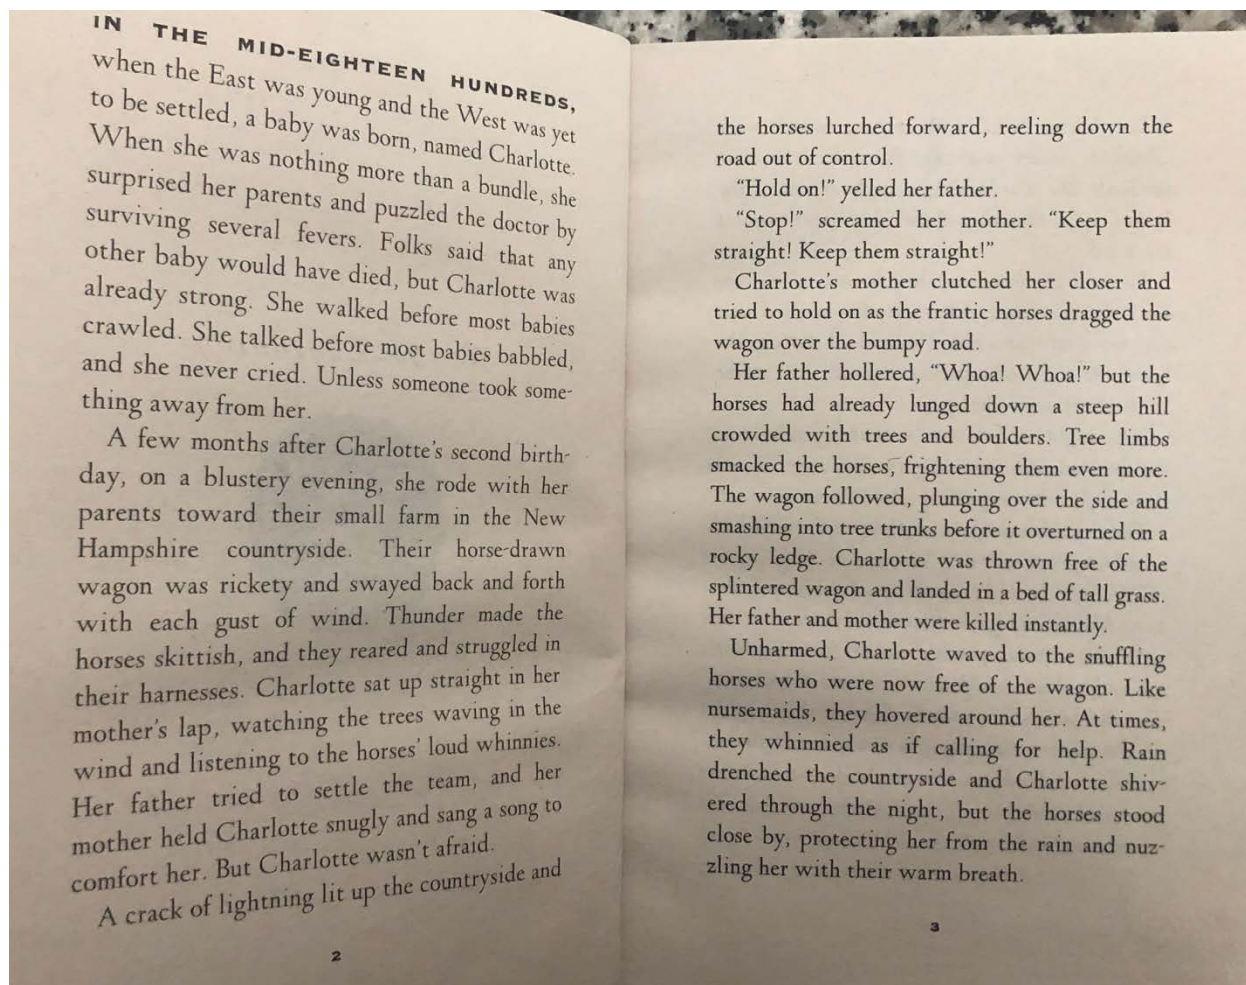 IN THE MID-EIGHTEEN HUNDREDS,
when the East was young and the West was yet
to be settled, a baby was born, named Charlotte.
When she was nothing more than a bundle, she
surprised her parents and puzzled the doctor by
surviving several fevers. Folks said that any
other baby would have died, but Charlotte was
already strong. She walked before most babies
crawled. She talked before most babies babbled,
and she never cried. Unless someone took some-
thing away from her.
A few months after Charlotte's second birth-
day, on a blustery evening, she rode with her
parents toward their small farm in the New
Hampshire countryside. Their horse-drawn
wagon was rickety and swayed back and forth
with each gust of wind. Thunder made the
horses skittish, and they reared and struggled in
their harnesses. Charlotte sat up straight in her
mother's lap, watching the trees waving in the
wind and listening to the horses' loud whinnies.
Her father tried to settle the team, and her
mother held Charlotte snugly and sang a song to
comfort her. But Charlotte wasn't afraid.
A crack of lightning lit up the countryside and
2
the horses lurched forward, reeling down the
road out of control.
"Hold on!" yelled her father.
"Stop!" screamed her mother. "Keep them
straight! Keep them straight!"
Charlotte's mother clutched her closer and
tried to hold on as the frantic horses dragged the
wagon over the bumpy road.
Her father hollered, "Whoa! Whoa!" but the
horses had already lunged down a steep hill
crowded with trees and boulders. Tree limbs
smacked the horses, frightening them even more.
The wagon followed, plunging over the side and
smashing into tree trunks before it overturned on a
rocky ledge. Charlotte was thrown free of the
splintered wagon and landed in a bed of tall grass.
Her father and mother were killed instantly.
Unharmed, Charlotte waved to the snuffling
horses who were now free of the wagon. Like
nursemaids, they hovered around her. At times,
they whinnied as if calling for help. Rain
drenched the countryside and Charlotte shiv-
ered through the night, but the horses stood
close by, protecting her from the rain and nuz-
zling her with their warm breath.
3